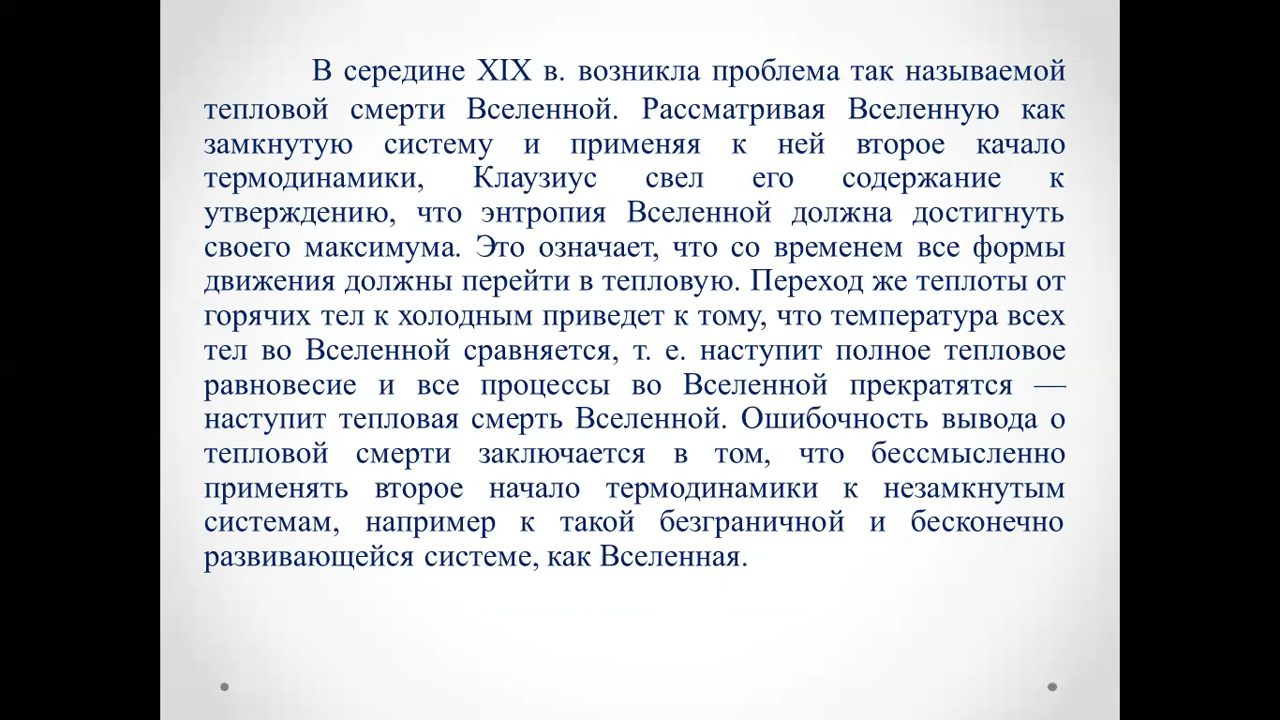 В середине XIX в. возникла проблема так называемой
тепловой смерти Вселенной. Рассматривая Вселенную как
замкнутую систему и применяя к ней второе качало
термодинамики, Клаузиус свел его содержание к
утверждению, что энтропия Вселенной должна достигнуть
своего максимума. Это означает, что со временем все формы
движения должны перейти в тепловую. Переход же теплоты от
горячих тел к холодным приведет к тому, что температура всех
тел во Вселенной сравняется, т. е. наступит полное тепловое
равновесие и все процессы во Вселенной прекратятся —
наступит тепловая смерть Вселенной. Ошибочность вывода о
тепловой смерти заключается в том, что бессмысленно
применять второе начало термодинамики к незамкнутым
системам, например к такой безграничной и бесконечно
развивающейся системе, как Вселенная.